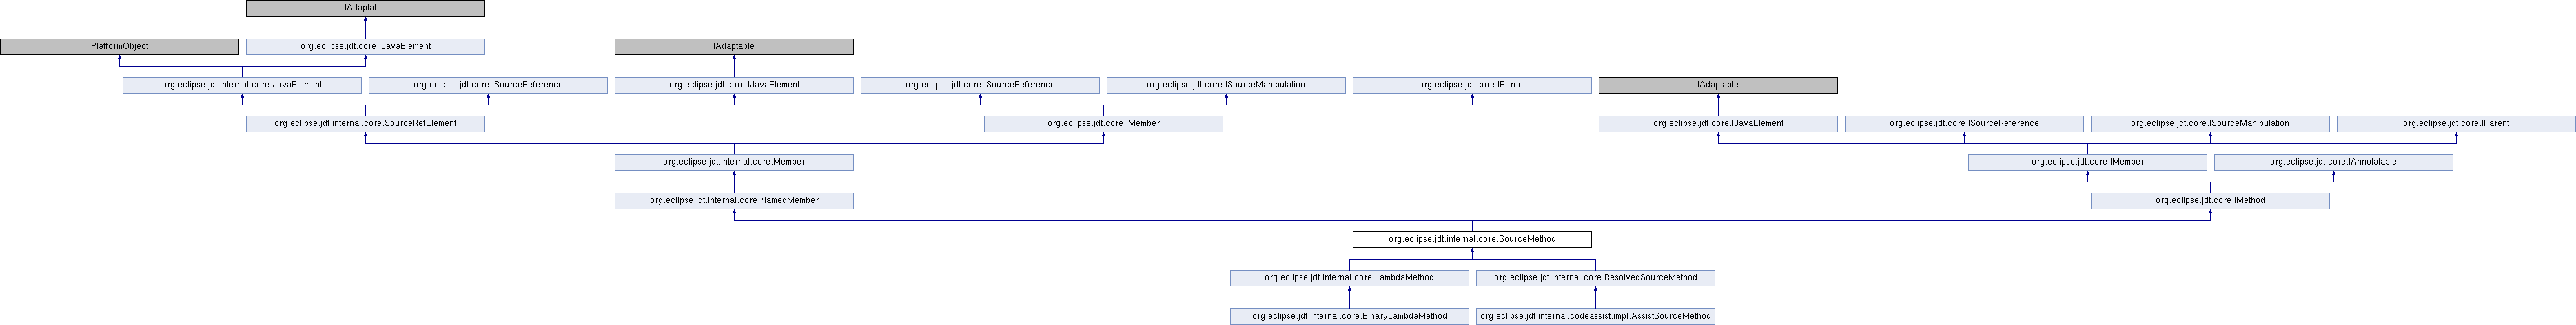 IAdaptable
PlatformObject
org.eclipse.jdt.core.IJavaElement
IAdaptable
org.eclipse.jdt.internal.core.JavaElement
org.eclipse.jdt.core.ISourceReference
org.eclipse.jdt.core.IJavaElement
org.eclipse.jdt.core.ISourceReference
org.eclipse.jdt.core.ISourceManipulation
org.eclipse.jdt.core.IParent
IAdaptable
org.eclipse.jdt.internal.core.SourceRefElement
org.eclipse.jdt.core.IMember
org.eclipse.jdt.core.IJavaElement
org.eclipse.jdt.core.ISourceReference
org.eclipse.jdt.core.ISourceManipulation
org.eclipse.jdt.core.IParent
org.eclipse.jdt.internal.core.Member
org.eclipse.jdt.core.IMember
org.eclipse.jdt.core.IAnnotatable
org.eclipse.jdt.internal.core.NamedMember
org.eclipse.jdt.core.IMethod
org.eclipse.jdt.internal.core.SourceMethod
org.eclipse.jdt.internal.core.LambdaMethod
org.eclipse.jdt.internal.core.ResolvedSourceMethod
org.eclipse.jdt.internal.core.BinaryLambdaMethod
org.eclipse.jdt.internal.codeassist.impl.AssistSourceMethod